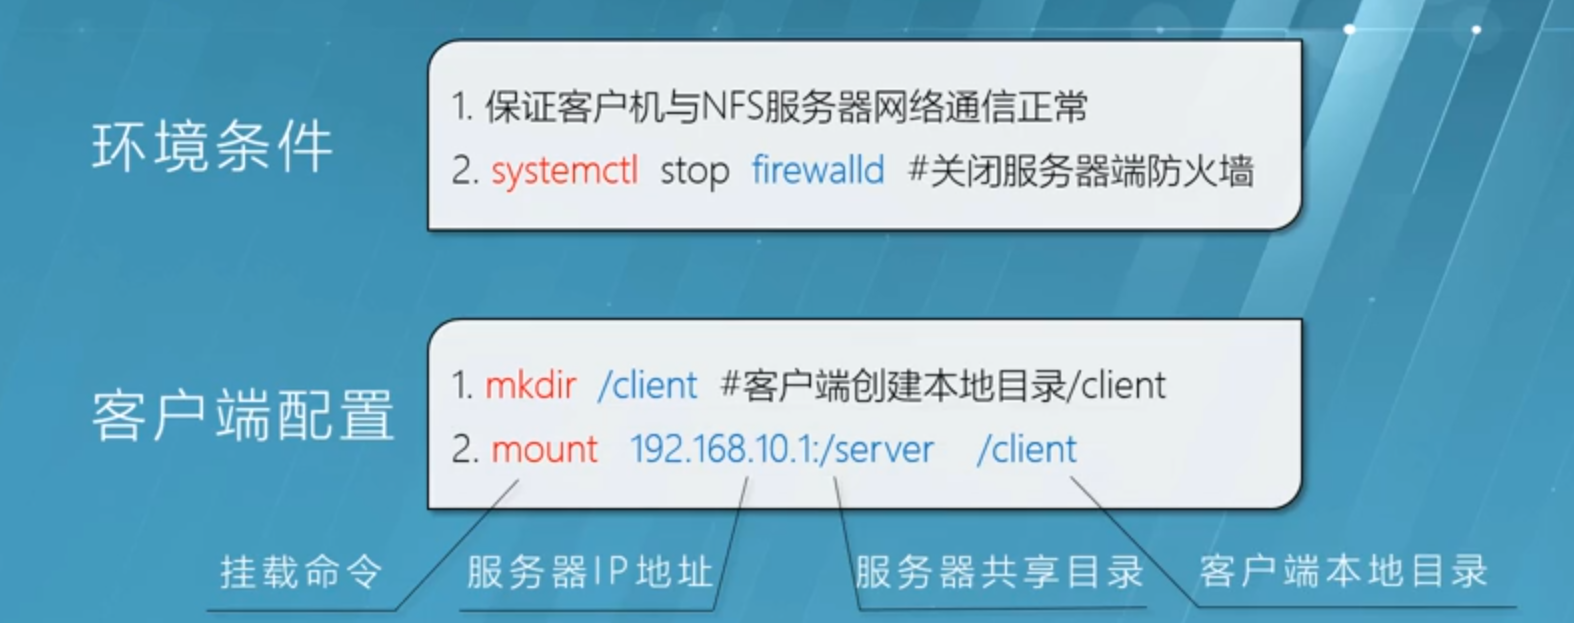 环境条件
1. 保证客户机与NFS服务器网络通信正常
2. systemctl stop firewalld #关闭服务器端防火墙
客户端配置
1. mkdir /client #客户端创建本地目录/client
2. mount 192.168.10.1:/server /client
挂载命令
服务器IP地址
服务器共享目录
客户端本地目录